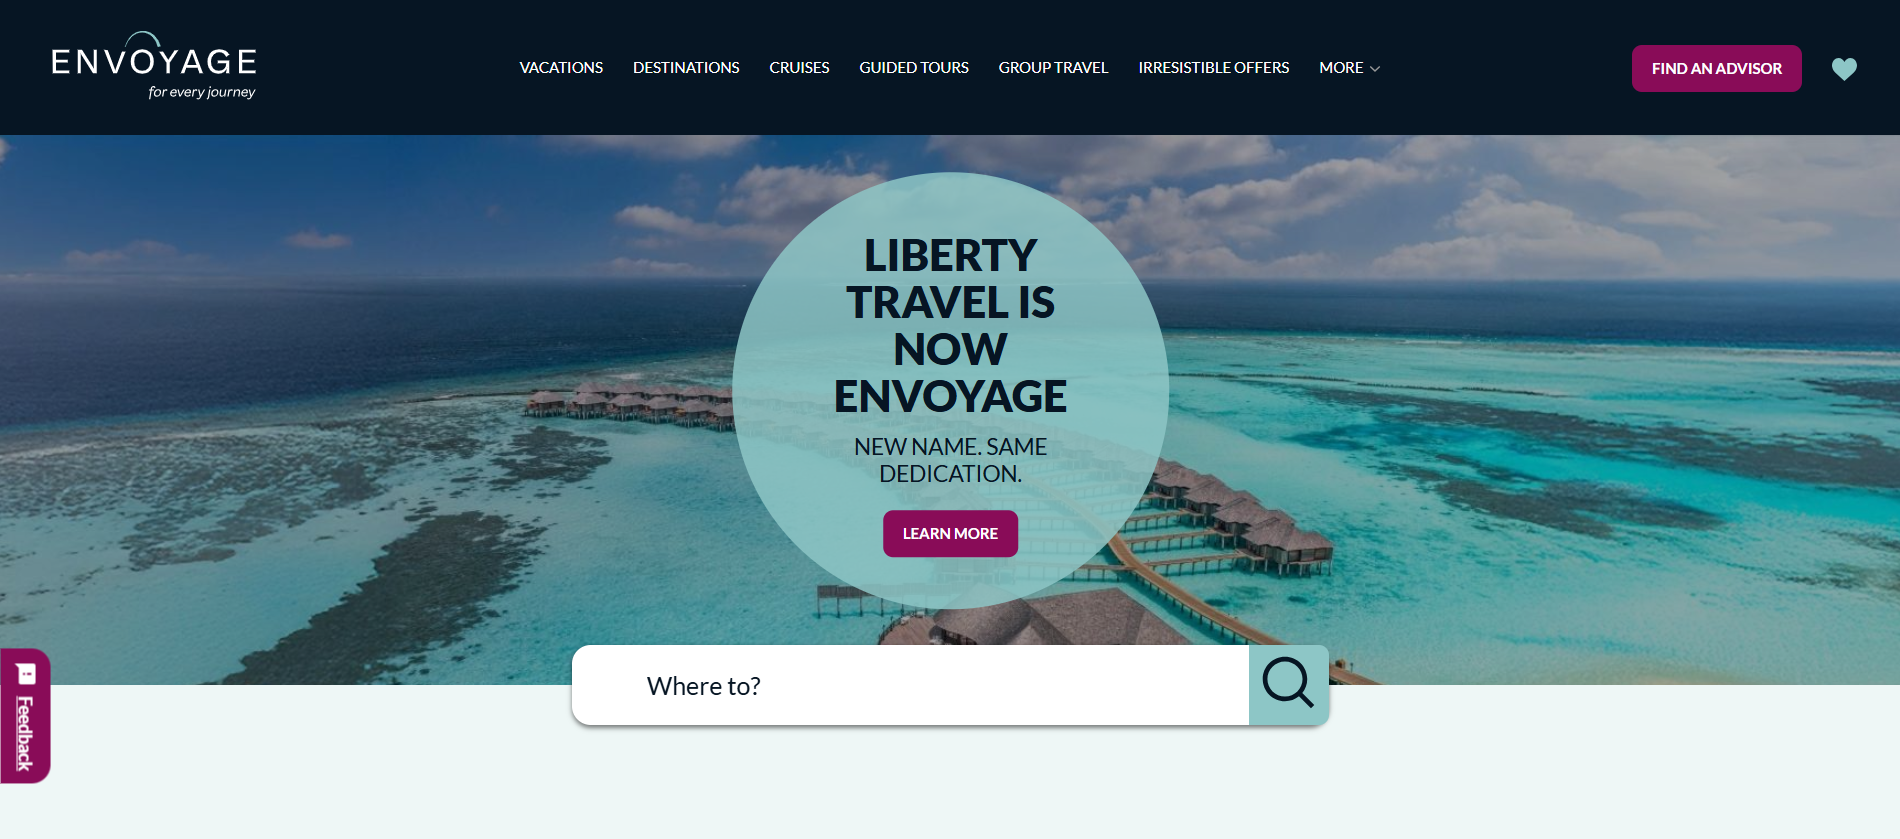 ENVOYAGE
for every journey
VACATIONS DESTINATIONS CRUISES GUIDED TOURS GROUP TRAVEL IRRESISTIBLE OFFERS MORE
FIND AN ADVISOR
LIBERTY
TRAVEL IS
NOW
ENVOYAGE
NEW NAME. SAME
DEDICATION.
LEARN MORE
Where to?
Feedback